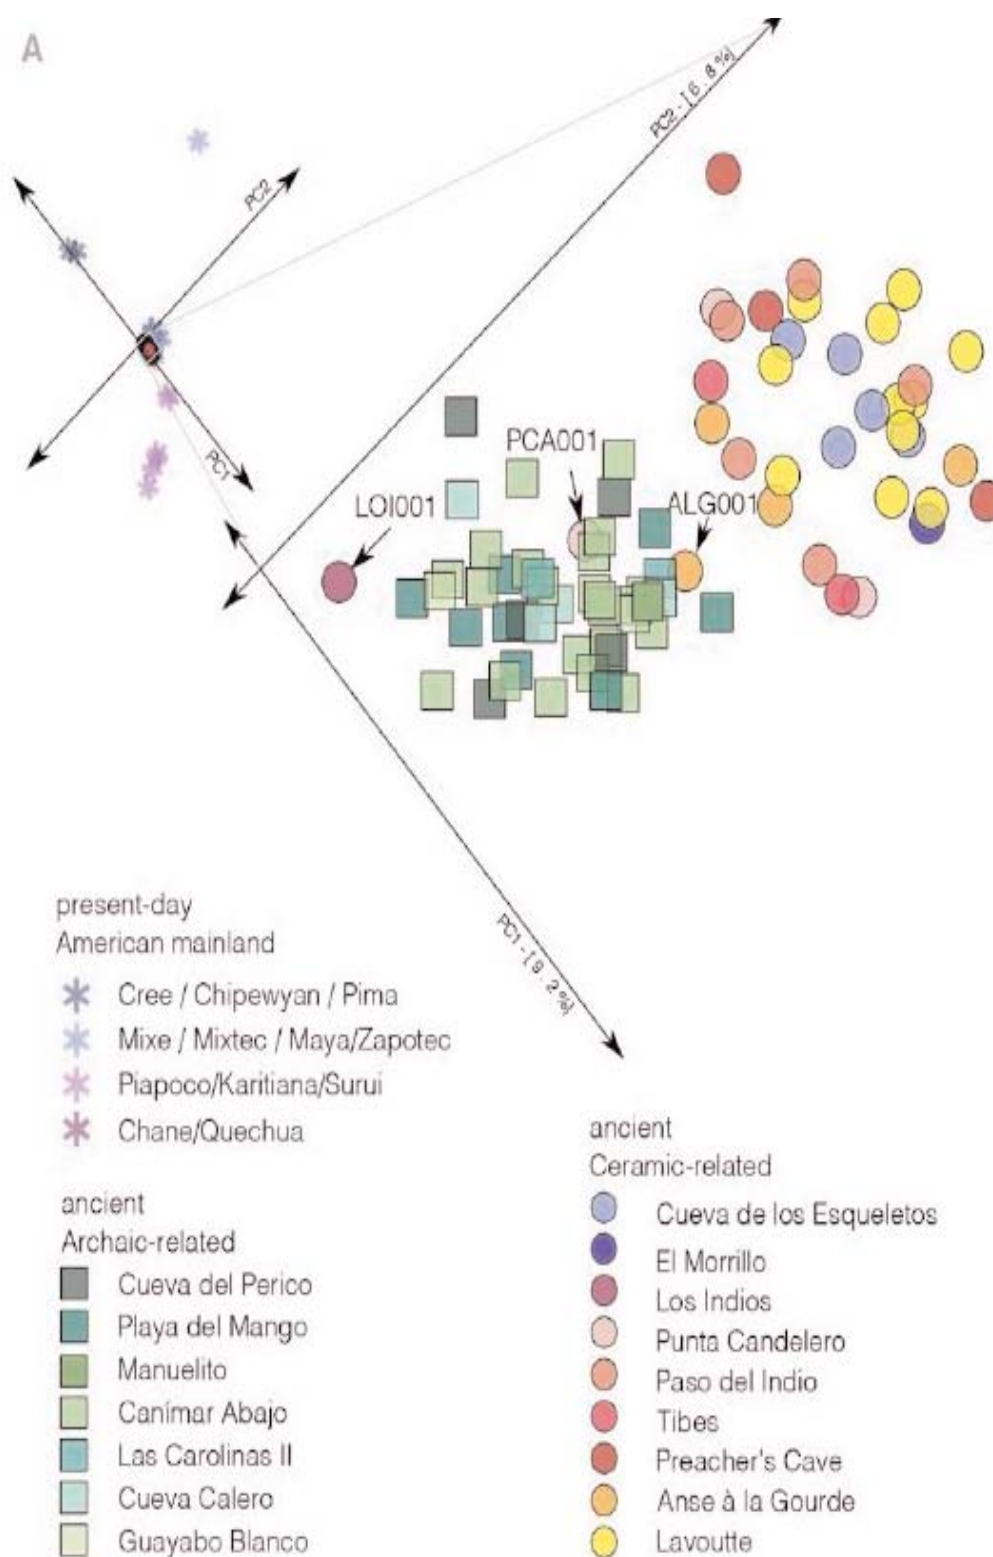 A
PC2 - [6.8%]
PC2
PC1
PCA001
LOI001
ALG001
PC1 - [9.2%]
present-day
American mainland
Cree / Chipewyan / Pima
Mixe / Mixtec / Maya/Zapotec
Piapoco/Karitiana/Surui
Chane/Quechua
ancient
Archaic-related
Cueva del Perico
Playa del Mango
Manuelito
Canímar Abajo
Las Carolinas II
Cueva Calero
Guayabo Blanco
ancient
Ceramic-related
Cueva de los Esqueletos
El Morrillo
Los Indios
Punta Candelero
Paso del Indio
Tibes
Preacher's Cave
Anse à la Gourde
Lavoutte